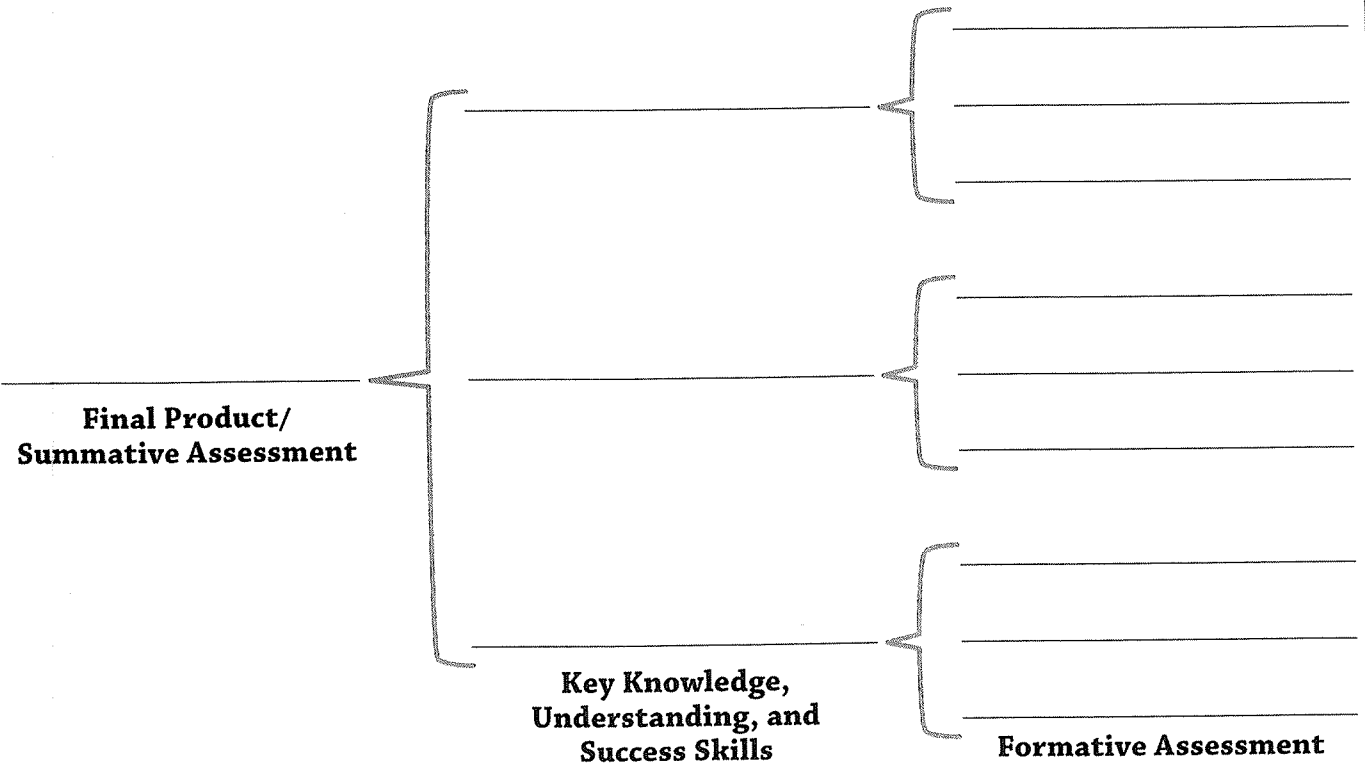 Final Product/
Summative Assessment
Key Knowledge,
Understanding, and
Success Skills
Formative Assessment